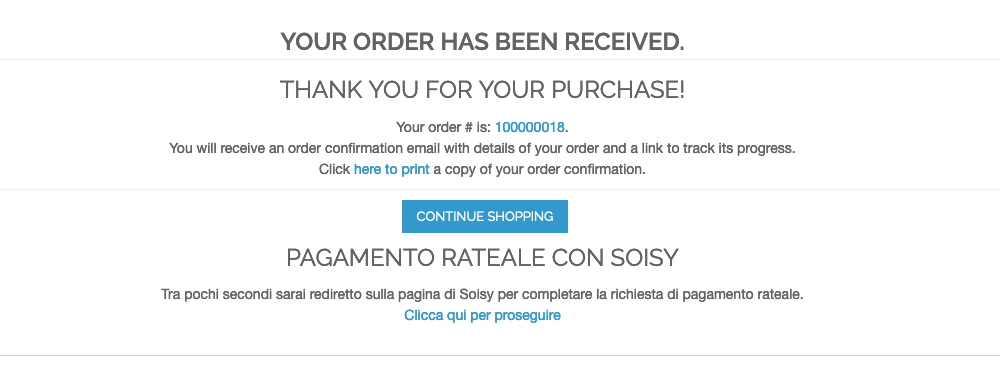 YOUR ORDER HAS BEEN RECEIVED.
THANK YOU FOR YOUR PURCHASE!
Your order # is: 100000018.
You will receive an order confirmation email with details of your order and a link to track its progress.
Click here to print a copy of your order confirmation.
CONTINUE SHOPPING
PAGAMENTO RATEALE CON SOISY
Tra pochi secondi sarai rediretto sulla pagina di Soisy per completare la richiesta di pagamento rateale.
Clicca qui per proseguire